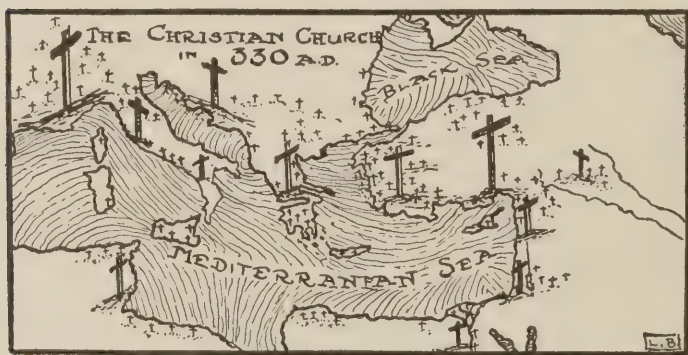 THE CHRISTIAN CHURCH
IN 330 A.D.
BLACK SEA
MEDITERRANEAN SEA
L.B